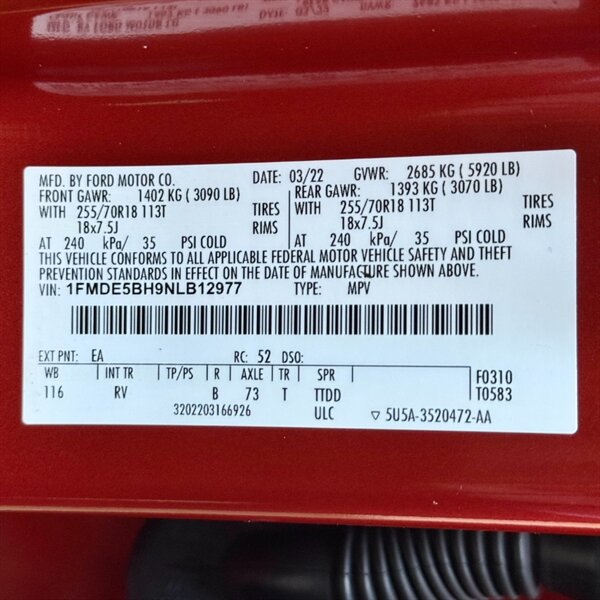 MFD. BY FORD MOTOR CO. DATE: 03/22 GVWR: 2685 KG ( 5920 LB)
FRONT GAWR: 1402 KG ( 3090 LB) REAR GAWR: 1393 KG ( 3070 LB)
WITH 255/70R18 113T TIRES WITH 255/70R18 113T TIRES
18x7.5J RIMS 18x7.5J RIMS
AT 240 kPa/ 35 PSI COLD AT 240 kPa/ 35 PSI COLD
THIS VEHICLE CONFORMS TO ALL APPLICABLE FEDERAL MOTOR VEHICLE SAFETY AND THEFT
PREVENTION STANDARDS IN EFFECT ON THE DATE OF MANUFACTURE SHOWN ABOVE.
VIN: 1FMDE5BH9NLB12977 TYPE: MPV
EXT PNT: EA RC: 52 DSO:
WB INT TR TP/PS R AXLE TR SPR F0310
116 RV B 73 T TTDD T0583
3202203166926 ULC ▽ 5U5A-3520472-AA